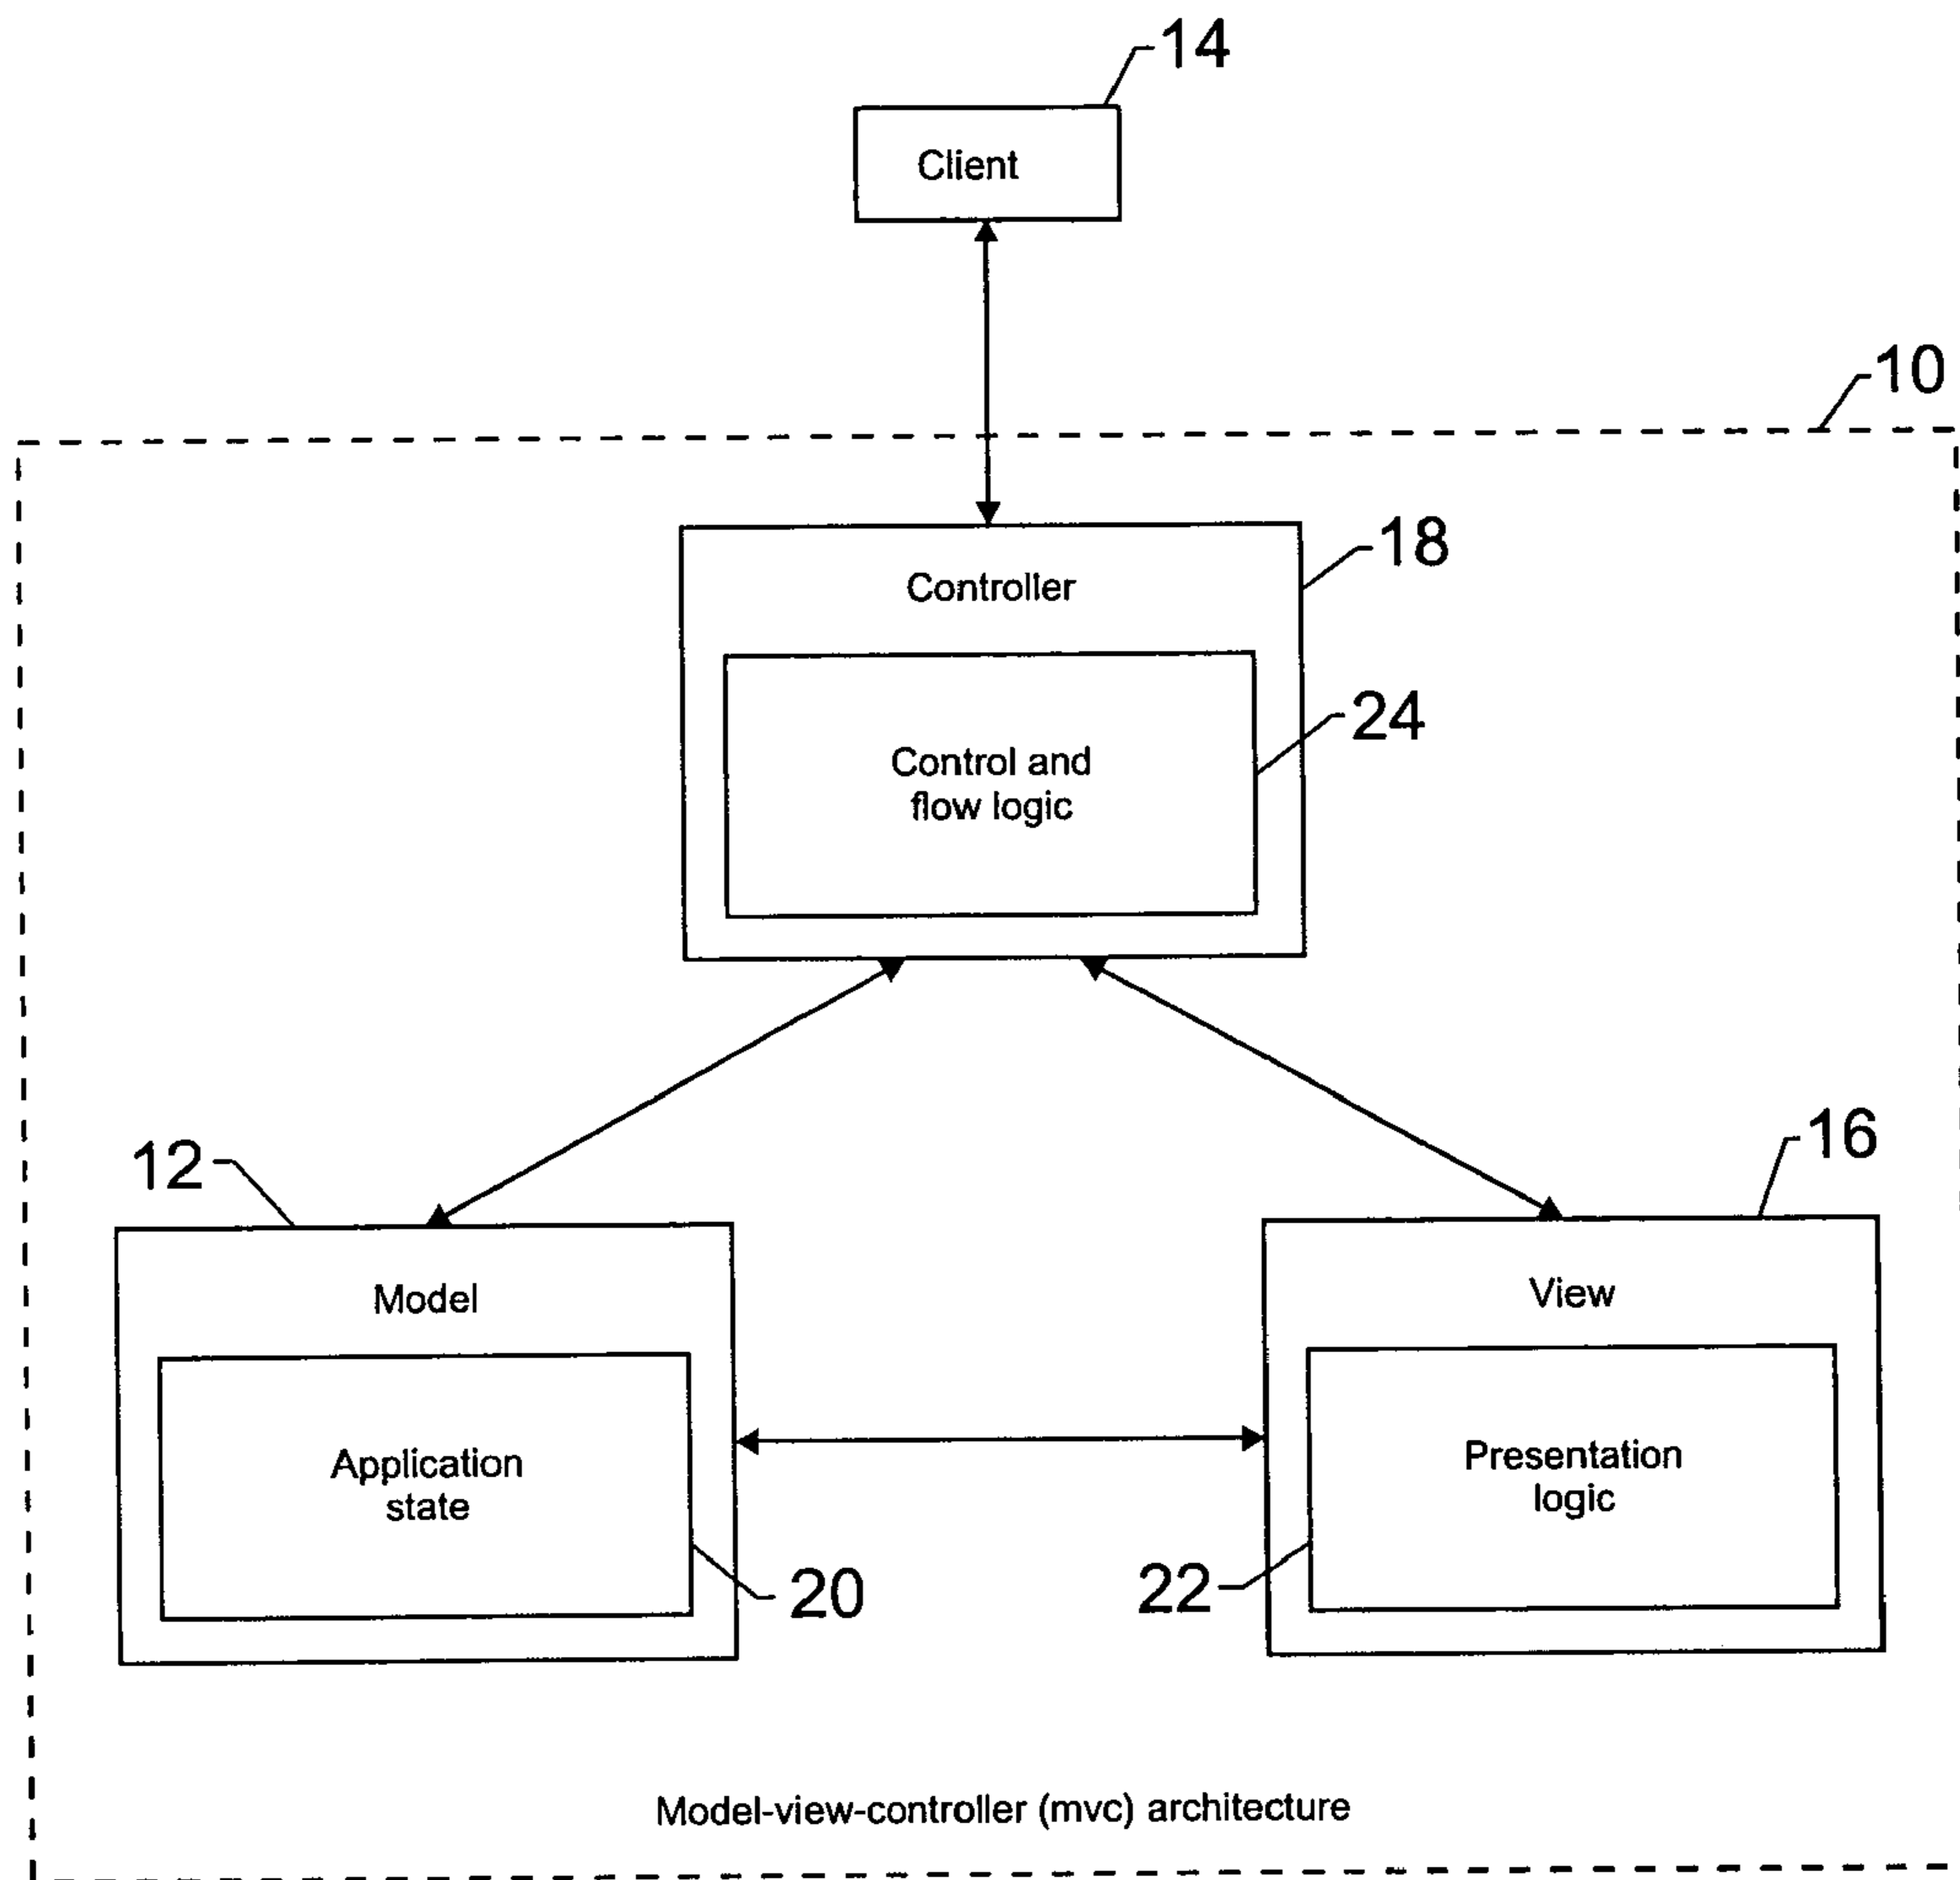 14
Client
10
18
Controller
24
Control and
flow logic
12
16
Model
View
Application
state
Presentation
logic
20
22
Model-view-controller (mvc) architecture